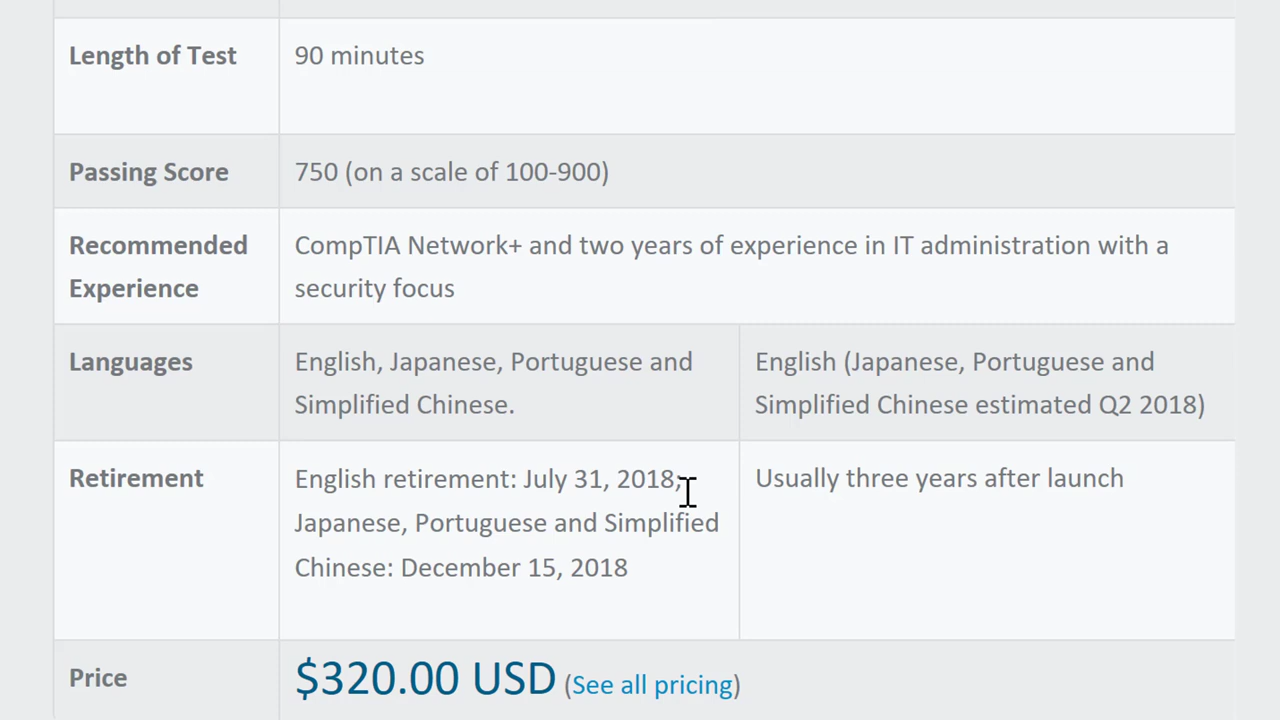 Length of Test
90 minutes
Passing Score
750 (on a scale of 100-900)
Recommended
Experience
CompTIA Network+ and two years of experience in IT administration with a
security focus
Languages
English, Japanese, Portuguese and
Simplified Chinese.
English (Japanese, Portuguese and
Simplified Chinese estimated Q2 2018)
Retirement
English retirement: July 31, 2018;
Japanese, Portuguese and Simplified
Chinese: December 15, 2018
Usually three years after launch
Price
$320.00 USD (See all pricing)